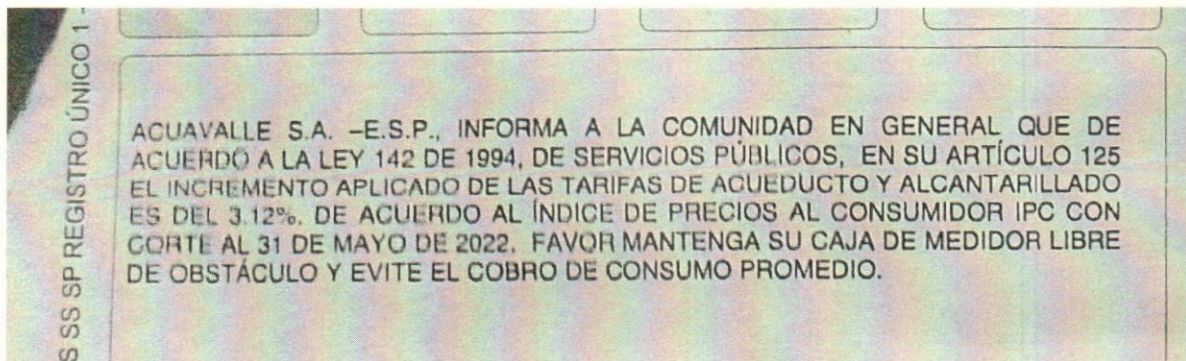 S SS SP REGISTRO ÚNICO 1 -
ACUAVALLE S.A. –E.S.P., INFORMA A LA COMUNIDAD EN GENERAL QUE DE
ACUERDO A LA LEY 142 DE 1994, DE SERVICIOS PÚBLICOS, EN SU ARTÍCULO 125
EL INCREMENTO APLICADO DE LAS TARIFAS DE ACUEDUCTO Y ALCANTARILLADO
ES DEL 3.12%. DE ACUERDO AL ÍNDICE DE PRECIOS AL CONSUMIDOR IPC CON
CORTE AL 31 DE MAYO DE 2022. FAVOR MANTENGA SU CAJA DE MEDIDOR LIBRE
DE OBSTÁCULO Y EVITE EL COBRO DE CONSUMO PROMEDIO.